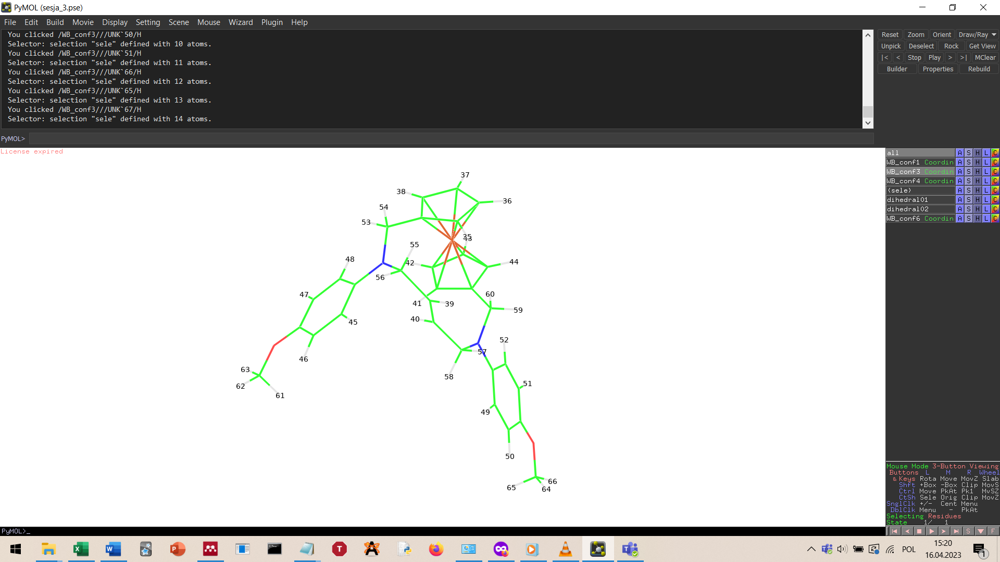 PyMOL (sesja_3.pse)
File Edit Build Movie Display Setting Scene Mouse Wizard Plugin Help
You clicked /WB_conf3///UNK`50/H
Selector: selection "sele" defined with 10 atoms.
You clicked /WB_conf3///UNK`51/H
Selector: selection "sele" defined with 11 atoms.
You clicked /WB_conf3///UNK`66/H
Selector: selection "sele" defined with 12 atoms.
You clicked /WB_conf3///UNK`65/H
Selector: selection "sele" defined with 13 atoms.
You clicked /WB_conf3///UNK`67/H
Selector: selection "sele" defined with 14 atoms.
PyMOL>
Reset Zoom Orient Draw/Ray
Unpick Deselect Rock Get View
|< < Stop Play > >| MClear
Builder Properties Rebuild
License expired
37
38
36
54
53
35
43
55
48
42
44
56
47
60
41
39
59
40
45
52
57
46
63
58
62
51
61
49
50
66
65
64
all A S H L C
WB_conf1 Coordin A S H L C
WB_conf3 Coordin A S H L C
WB_conf4 Coordin A S H L C
(sele) A S H L C
dihedral01 A S H L C
dihedral02 A S H L C
WB_conf6 Coordin A S H L C
Mouse Mode 3-Button Viewing
Buttons L M R Wheel
& Keys Rota Move MovZ Slab
Shft +Box -Box Clip MovS
Ctrl Move PkAt Pk1 MvSZ
CtSh Sele Orig Clip MovZ
SnglClk +/- Cent Menu
DblClk Menu - PkAt
Selecting Residues
State 1/ 1
S F
PyMOL>_
POL
15:20
16.04.2023
1